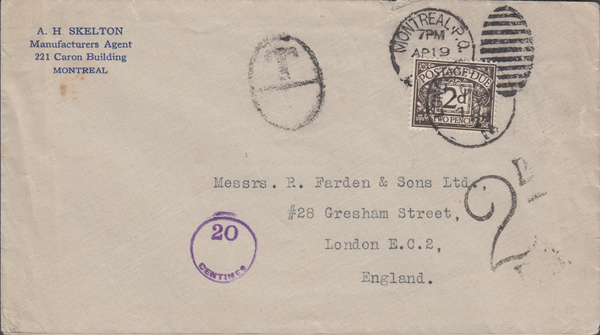 A. H. SKELTON
Manufacturers Agent
221 Caron Building
MONTREAL
T
MONTREAL, P.Q.
7 PM
AP 19
POSTAGE DUE
2d
TWO PENCE
Messrs. R. Farden & Sons Ltd.
#28 Gresham Street,
London E.C.2,
England.
20
CENTIMES
2